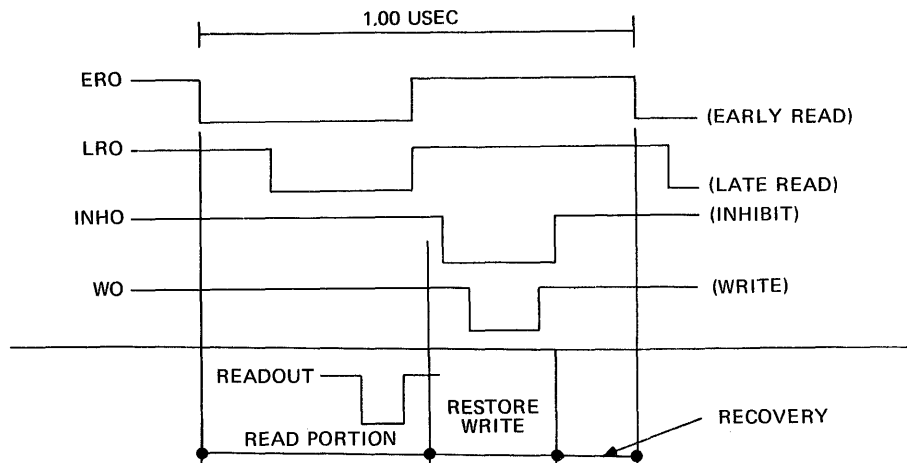 1.00 USEC
ERO
(EARLY READ)
LRO
(LATE READ)
INHO
(INHIBIT)
WO
(WRITE)
READOUT
RESTORE
WRITE
READ PORTION
RECOVERY